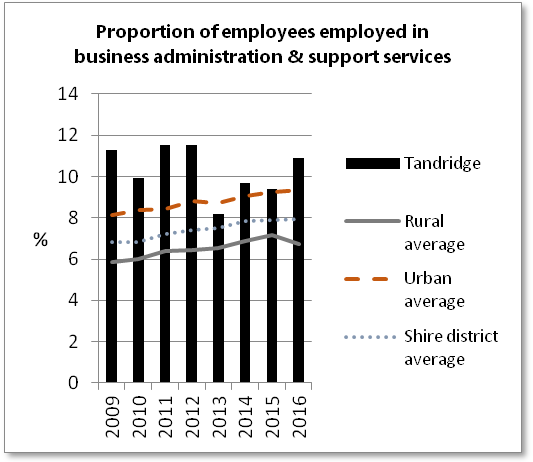 Proportion of employees employed in
business administration & support services
14
12
10
8
6
4
2
0
%
2009
2010
2011
2012
2013
2014
2015
2016
Tandridge
Rural
average
Urban
average
Shire district
average